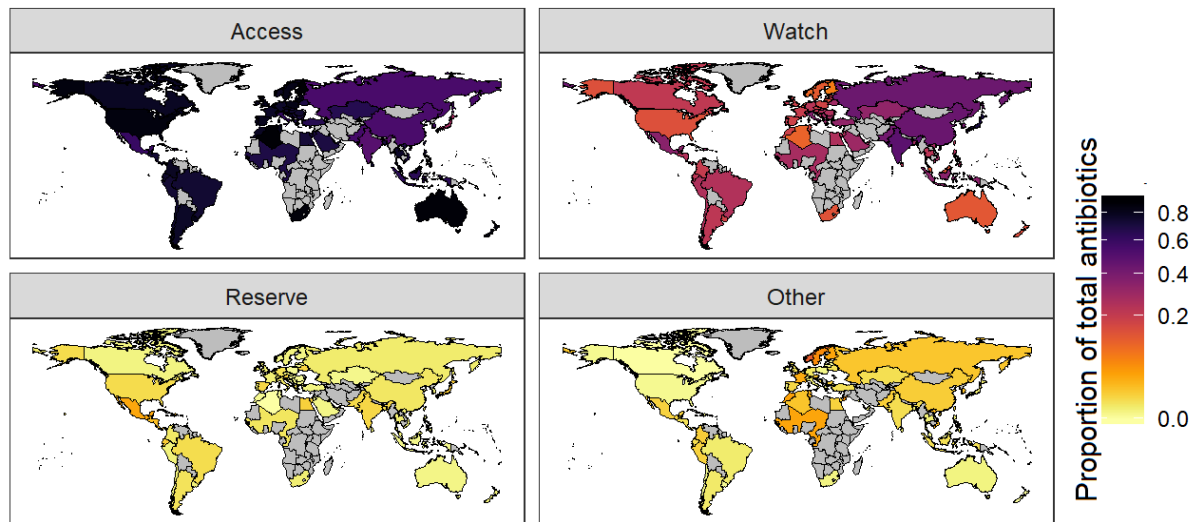 Access
Watch
Reserve
Other
Proportion of total antibiotics
0.8
0.6
0.4
0.2
0.0